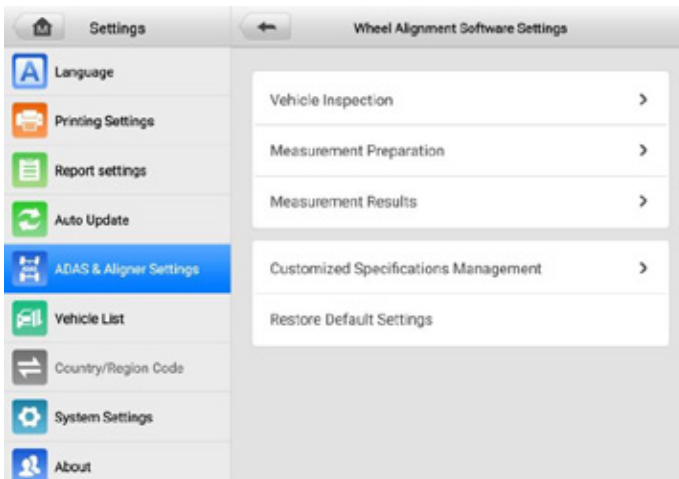 Settings
Wheel Alignment Software Settings
Language
Printing Settings
Report settings
Auto Update
ADAS & Aligner Settings
Vehicle List
Country/Region Code
System Settings
About
Vehicle Inspection
Measurement Preparation
Measurement Results
Customized Specifications Management
Restore Default Settings